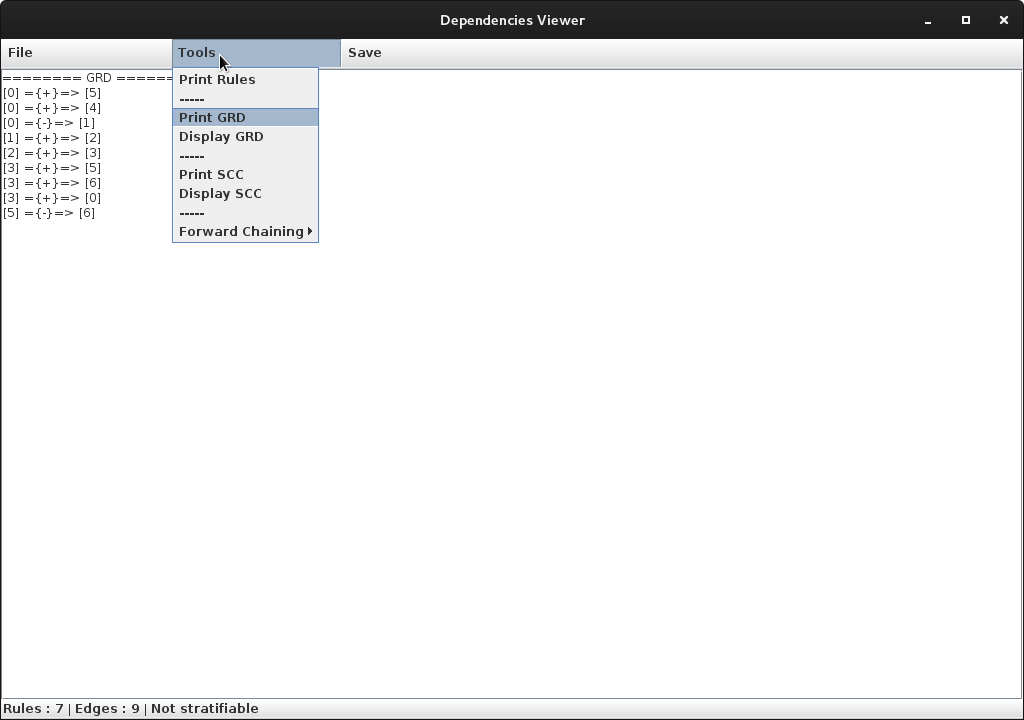 Dependencies Viewer
File Tools Save
======== GRD ======
[0] ={+}=> [5]
[0] ={+}=> [4]
[0] ={-}=> [1]
[1] ={+}=> [2]
[2] ={+}=> [3]
[3] ={+}=> [5]
[3] ={+}=> [6]
[3] ={+}=> [0]
[5] ={-}=> [6]
Print Rules
-----
Print GRD
Display GRD
-----
Print SCC
Display SCC
-----
Forward Chaining
Rules : 7 | Edges : 9 | Not stratifiable